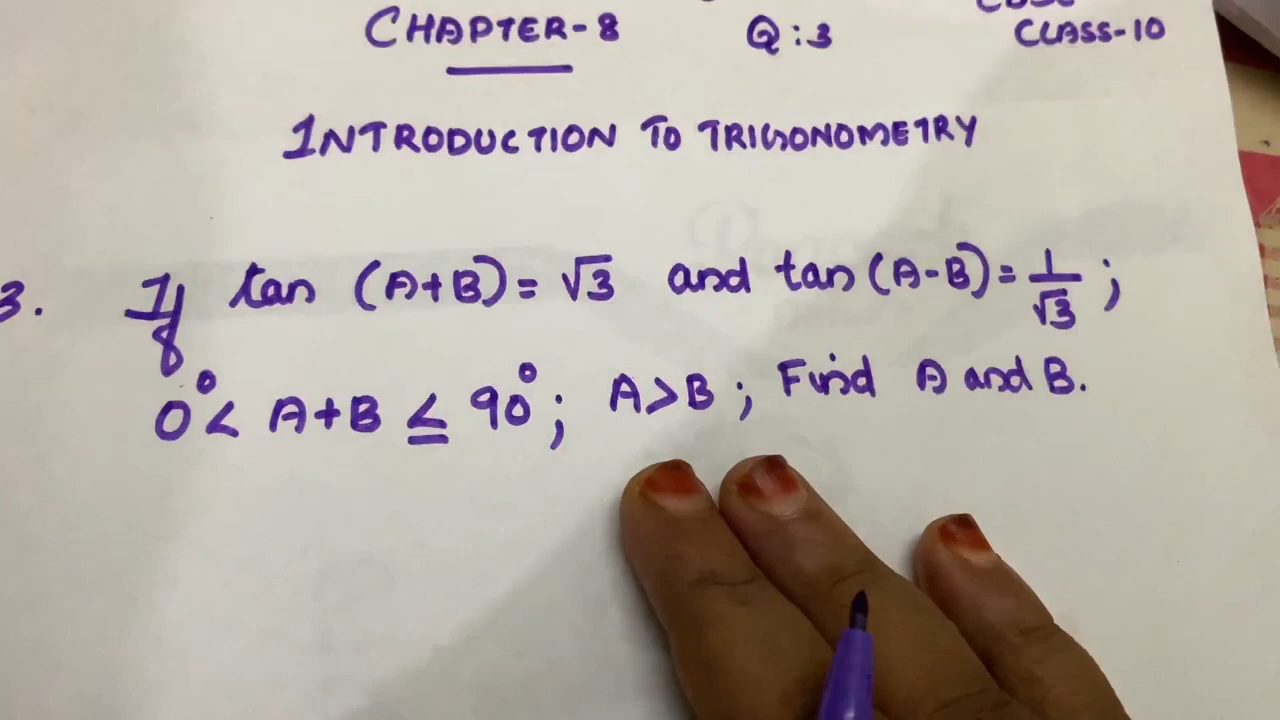 CHAPTER-8 Q:3 CLASS-10
INTRODUCTION TO TRIGONOMETRY
3. If tan (A+B) = √3 and tan (A-B) = 1/√3 ;
0° < A+B ≤ 90° ; A>B ; Find A and B.